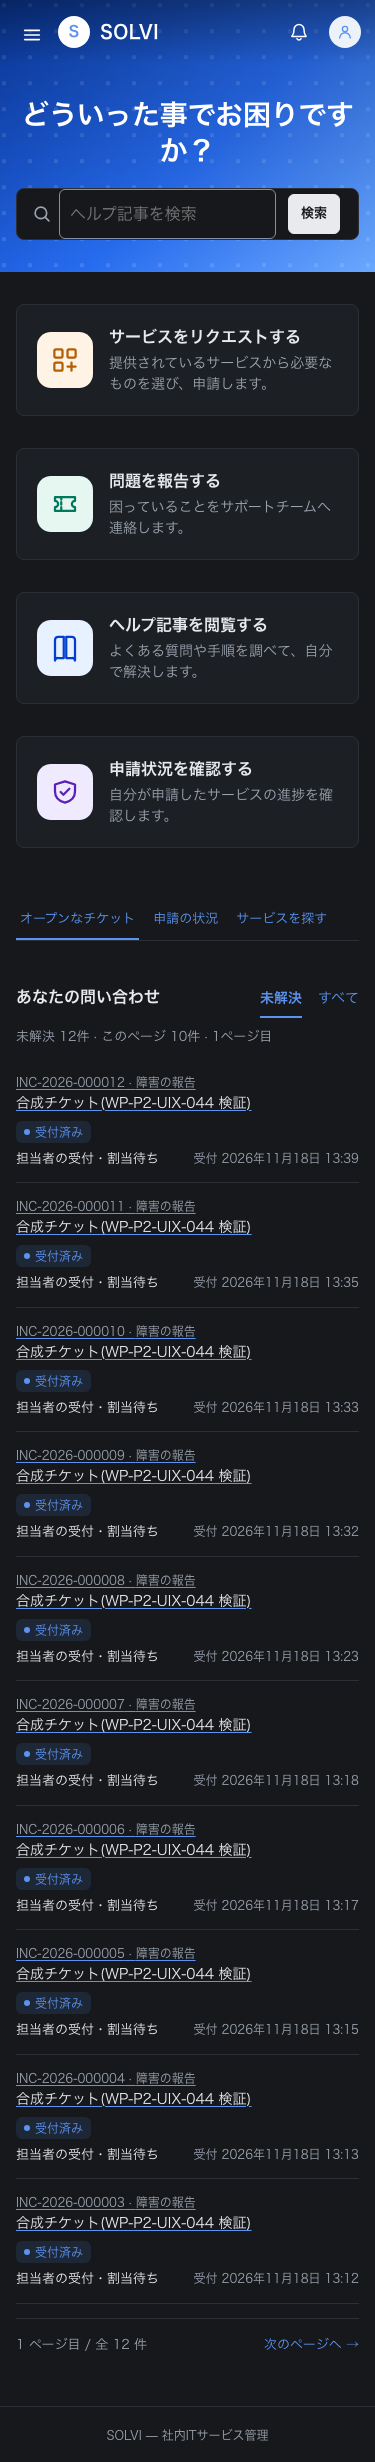 S SOLVI
どういった事でお困りです
か？
ヘルプ記事を検索 検索
サービスをリクエストする
提供されているサービスから必要な
ものを選び、申請します。
問題を報告する
困っていることをサポートチームへ
連絡します。
ヘルプ記事を閲覧する
よくある質問や手順を調べて、自分
で解決します。
申請状況を確認する
自分が申請したサービスの進捗を確
認します。
オープンなチケット 申請の状況 サービスを探す
あなたの問い合わせ 未解決 すべて
未解決 12件 · このページ 10件 · 1ページ目
INC-2026-000012 · 障害の報告
合成チケット(WP-P2-UIX-044 検証)
受付済み
担当者の受付・割当待ち 受付 2026年11月18日 13:39
INC-2026-000011 · 障害の報告
合成チケット(WP-P2-UIX-044 検証)
受付済み
担当者の受付・割当待ち 受付 2026年11月18日 13:35
INC-2026-000010 · 障害の報告
合成チケット(WP-P2-UIX-044 検証)
受付済み
担当者の受付・割当待ち 受付 2026年11月18日 13:33
INC-2026-000009 · 障害の報告
合成チケット(WP-P2-UIX-044 検証)
受付済み
担当者の受付・割当待ち 受付 2026年11月18日 13:32
INC-2026-000008 · 障害の報告
合成チケット(WP-P2-UIX-044 検証)
受付済み
担当者の受付・割当待ち 受付 2026年11月18日 13:23
INC-2026-000007 · 障害の報告
合成チケット(WP-P2-UIX-044 検証)
受付済み
担当者の受付・割当待ち 受付 2026年11月18日 13:18
INC-2026-000006 · 障害の報告
合成チケット(WP-P2-UIX-044 検証)
受付済み
担当者の受付・割当待ち 受付 2026年11月18日 13:17
INC-2026-000005 · 障害の報告
合成チケット(WP-P2-UIX-044 検証)
受付済み
担当者の受付・割当待ち 受付 2026年11月18日 13:15
INC-2026-000004 · 障害の報告
合成チケット(WP-P2-UIX-044 検証)
受付済み
担当者の受付・割当待ち 受付 2026年11月18日 13:13
INC-2026-000003 · 障害の報告
合成チケット(WP-P2-UIX-044 検証)
受付済み
担当者の受付・割当待ち 受付 2026年11月18日 13:12
1 ページ目 / 全 12 件 次のページへ →
SOLVI — 社内ITサービス管理